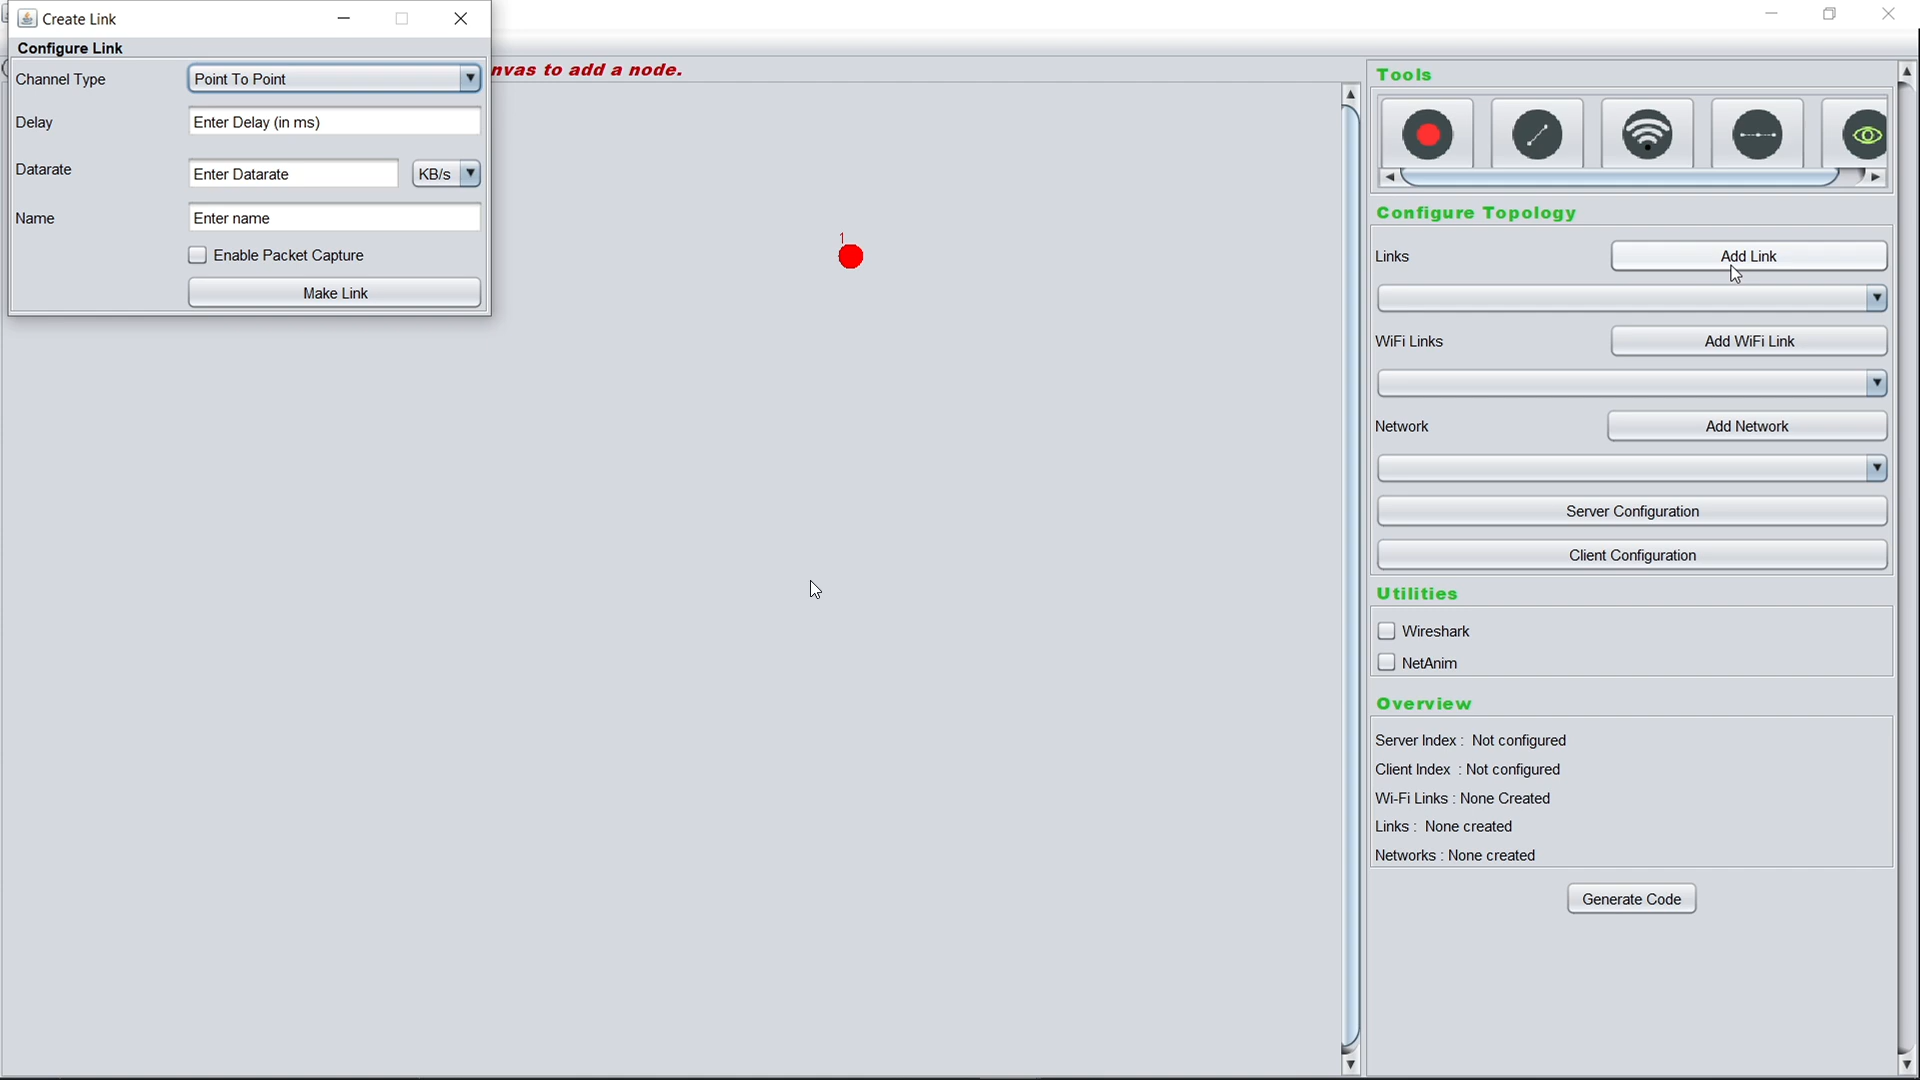 Create Link
Configure Link
Channel Type Point To Point
Delay Enter Delay (in ms)
Datarate Enter Datarate KB/s
Name Enter name
Enable Packet Capture
Make Link
nvas to add a node.
1
Tools
Configure Topology
Links Add Link
WiFi Links Add WiFi Link
Network Add Network
Server Configuration
Client Configuration
Utilities
Wireshark
NetAnim
Overview
Server Index : Not configured
Client Index : Not configured
Wi-Fi Links : None Created
Links : None created
Networks : None created
Generate Code